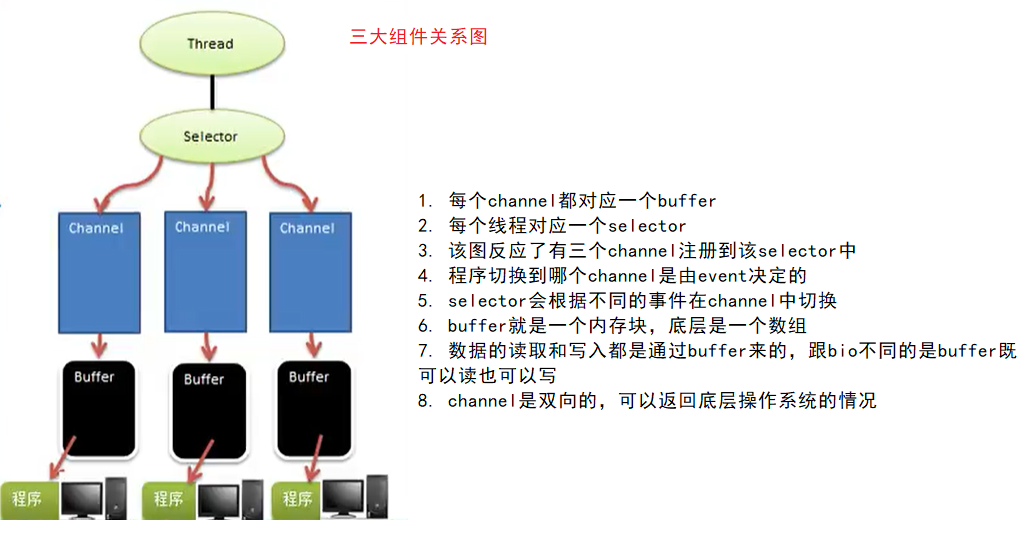 三大组件关系图
Thread
Selector
Channel
Channel
Channel
Buffer
Buffer
Buffer
程序
程序
程序
1. 每个channel都对应一个buffer
2. 每个线程对应一个selector
3. 该图反应了有三个channel注册到该selector中
4. 程序切换到哪个channel是由event决定的
5. selector会根据不同的事件在channel中切换
6. buffer就是一个内存块，底层是一个数组
7. 数据的读取和写入都是通过buffer来的，跟bio不同的是buffer既
可以读也可以写
8. channel是双向的，可以返回底层操作系统的情况